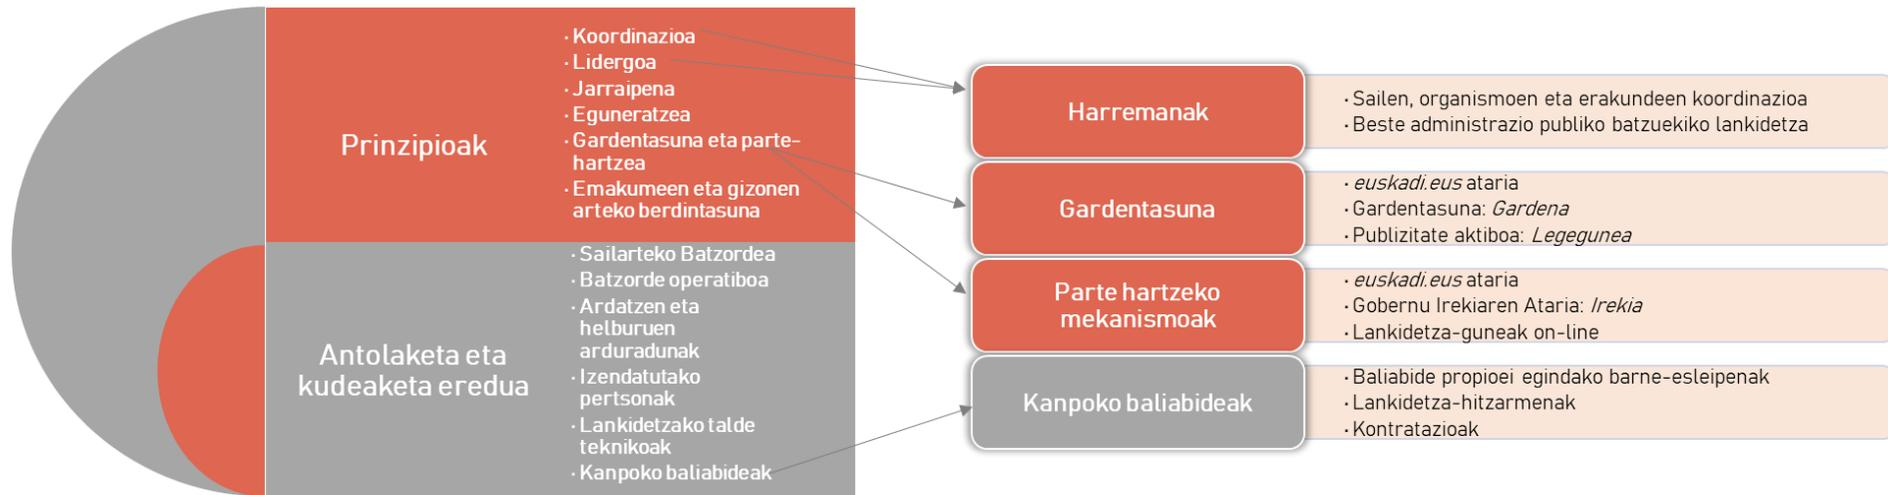 Prinzipioak
· Koordinazioa
· Lidergoa
· Jarraipena
· Eguneratzea
· Gardentasuna eta parte-
hartzea
· Emakumeen eta gizonen
arteko berdintasuna
Antolaketa eta
kudeaketa eredua
· Sailarteko Batzordea
· Batzorde operatiboa
· Ardatzen eta
helburuen
arduradunak
· Izendatutako
pertsonak
· Lankidetzako talde
teknikoak
· Kanpoko baliabideak
Harremanak
· Sailen, organismoen eta erakundeen koordinazioa
· Beste administrazio publiko batzuekiko lankidetza
Gardentasuna
· euskadi.eus ataria
· Gardentasuna: Gardena
· Publizitate aktiboa: Legegunea
Parte hartzeko
mekanismoak
· euskadi.eus ataria
· Gobernu Irekiaren Ataria: Irekia
· Lankidetza-guneak on-line
Kanpoko baliabideak
· Baliabide propioei egindako barne-esleipenak
· Lankidetza-hitzarmenak
· Kontratazioak